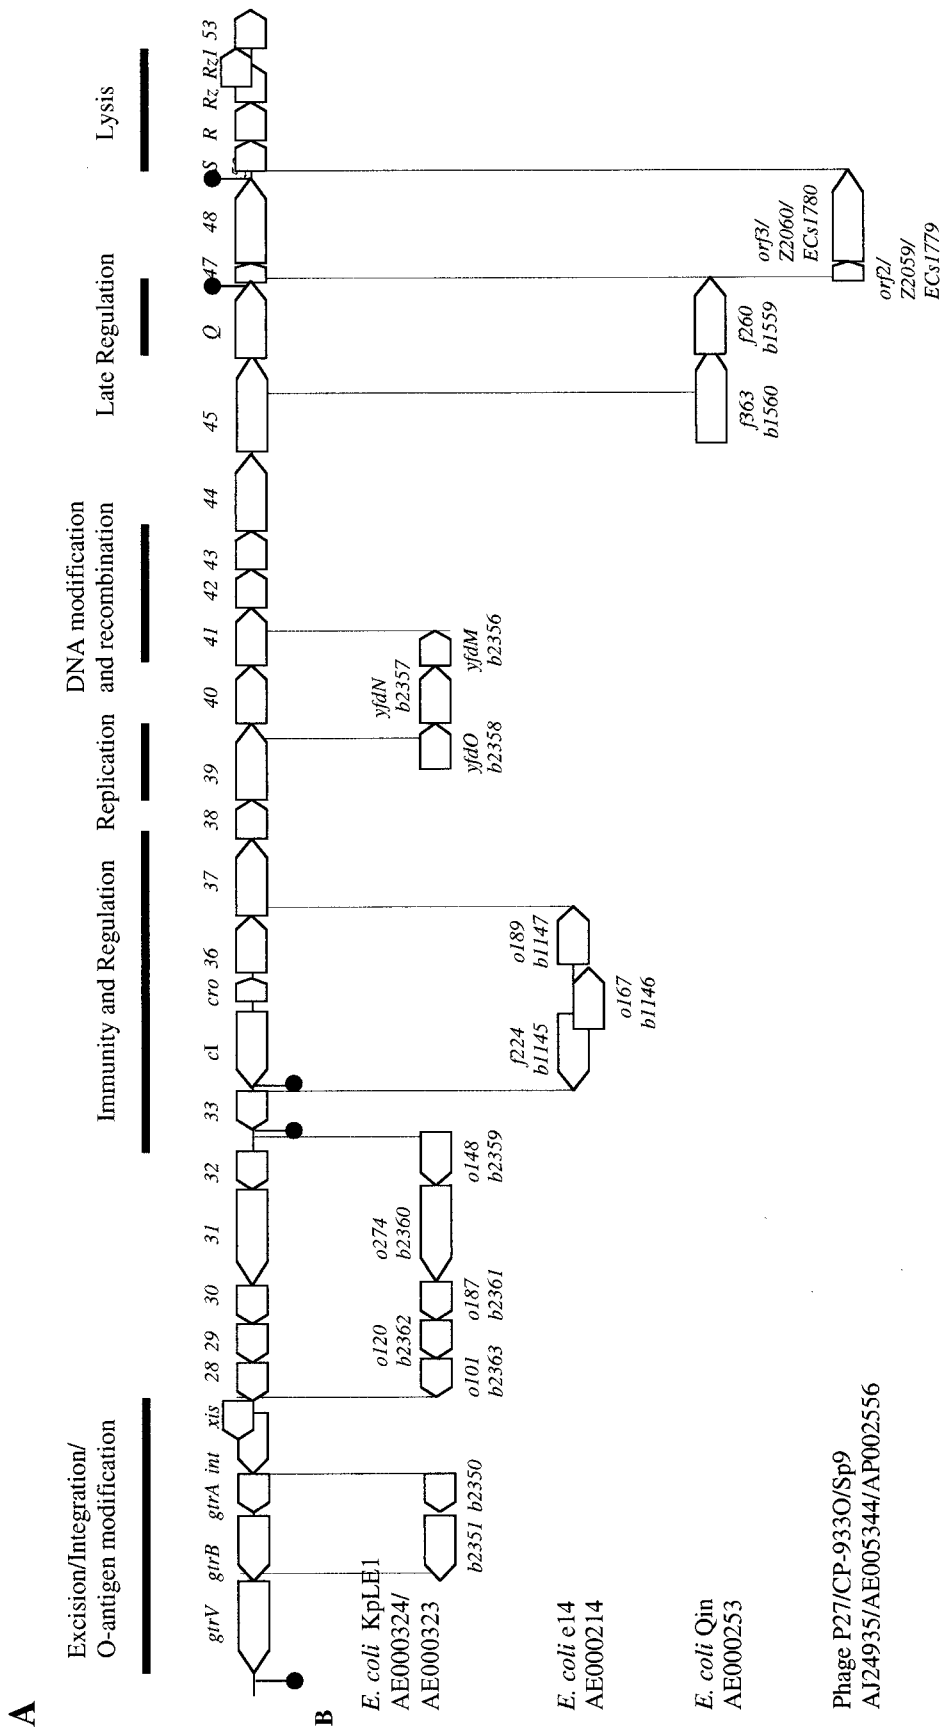 A
Excision/Integration/
O-antigen modification
Immunity and Regulation
Replication
DNA modification
and recombination
Late Regulation
Lysis
gtrV gtrB gtrA int xis 28 29 30 31 32 33 cI cro 36 37 38 39 40 41 42 43 44 45 Q 47 48 S R Rz Rz1 53
B
E. coli KpLE1
AE000324/
AE000323
b2351 b2350
o101
b2363
o120
b2362
o187
b2361
o274
b2360
o148
b2359
yfdO
b2358
yfdN
b2357
yfdM
b2356
E. coli e14
AE000214
f224
b1145
o167
b1146
o189
b1147
E. coli Qin
AE000253
f363
b1560
f260
b1559
Phage P27/CP-933O/Sp9
AJ24935/AE005344/AP002556
orf2/
Z2059/
ECs1779
orf3/
Z2060/
ECs1780